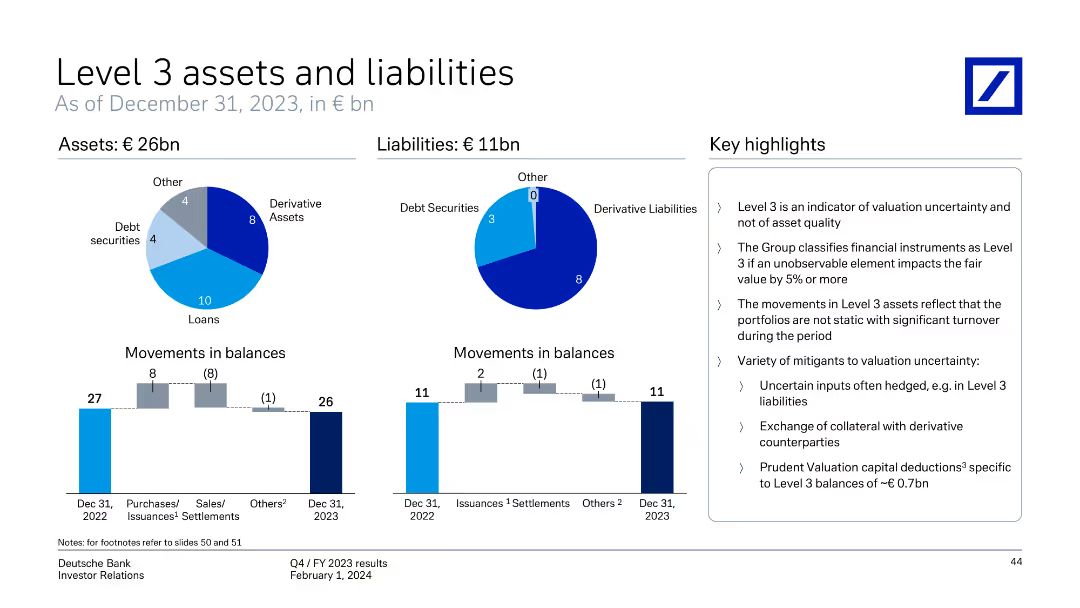 Level 3 assets and liabilities
As of December 31, 2023, in € bn
Assets: € 26bn
Other
4
8
Derivative
Assets
Debt
securities
4
10
Loans
Movements in balances
27
8
(8)
(1)
26
Dec 31,
2022
Purchases/
Issuances¹
Sales/
Settlements
Others²
Dec 31,
2023
Liabilities: € 11bn
Other
0
Debt Securities
3
Derivative Liabilities
8
Movements in balances
11
2
(1)
(1)
11
Dec 31,
2022
Issuances ¹
Settlements
Others ²
Dec 31,
2023
Key highlights
〉 Level 3 is an indicator of valuation uncertainty and
not of asset quality
〉 The Group classifies financial instruments as Level
3 if an unobservable element impacts the fair
value by 5% or more
〉 The movements in Level 3 assets reflect that the
portfolios are not static with significant turnover
during the period
〉 Variety of mitigants to valuation uncertainty:
〉 Uncertain inputs often hedged, e.g. in Level 3
liabilities
〉 Exchange of collateral with derivative
counterparties
〉 Prudent Valuation capital deductions³ specific
to Level 3 balances of ~€ 0.7bn
Notes: for footnotes refer to slides 50 and 51
Deutsche Bank
Investor Relations
Q4 / FY 2023 results
February 1, 2024
44